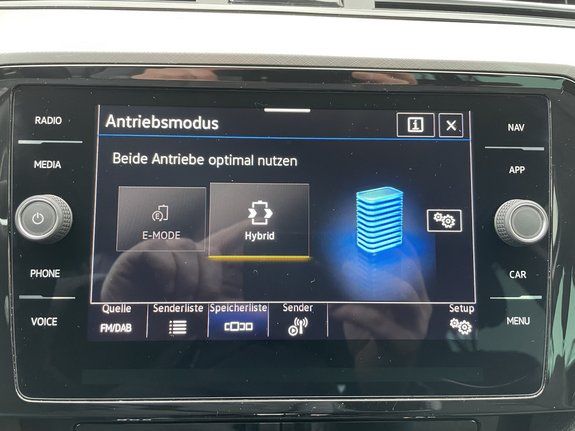 RADIO
MEDIA
PHONE
VOICE
Antriebsmodus
i
Beide Antriebe optimal nutzen
E
E-MODE
Hybrid
Quelle
FM/DAB
Senderliste
Speicherliste
Sender
Setup
NAV
APP
CAR
MENU